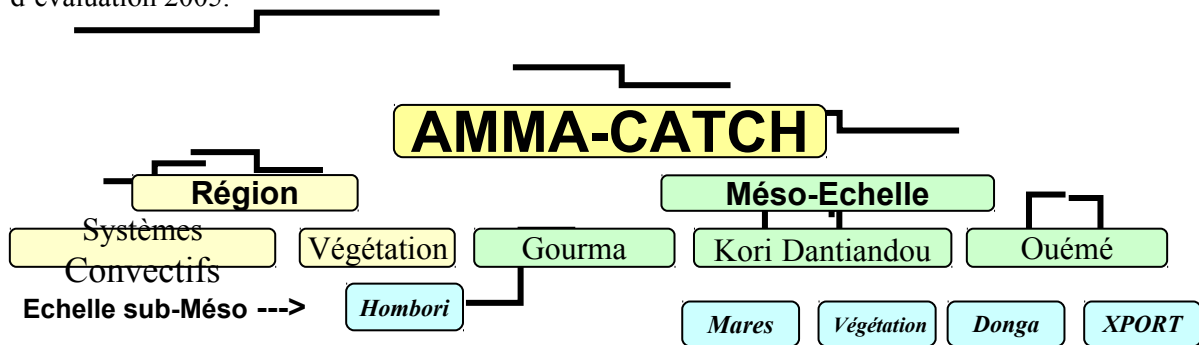 d'évaluation 2005.
AMMA-CATCH
Région
Méso-Echelle
Systèmes
Convectifs
Végétation
Gourma
Kori Dantiandou
Ouémé
Echelle sub-Méso --->
Hombori
Mares
Végétation
Donga
XPORT